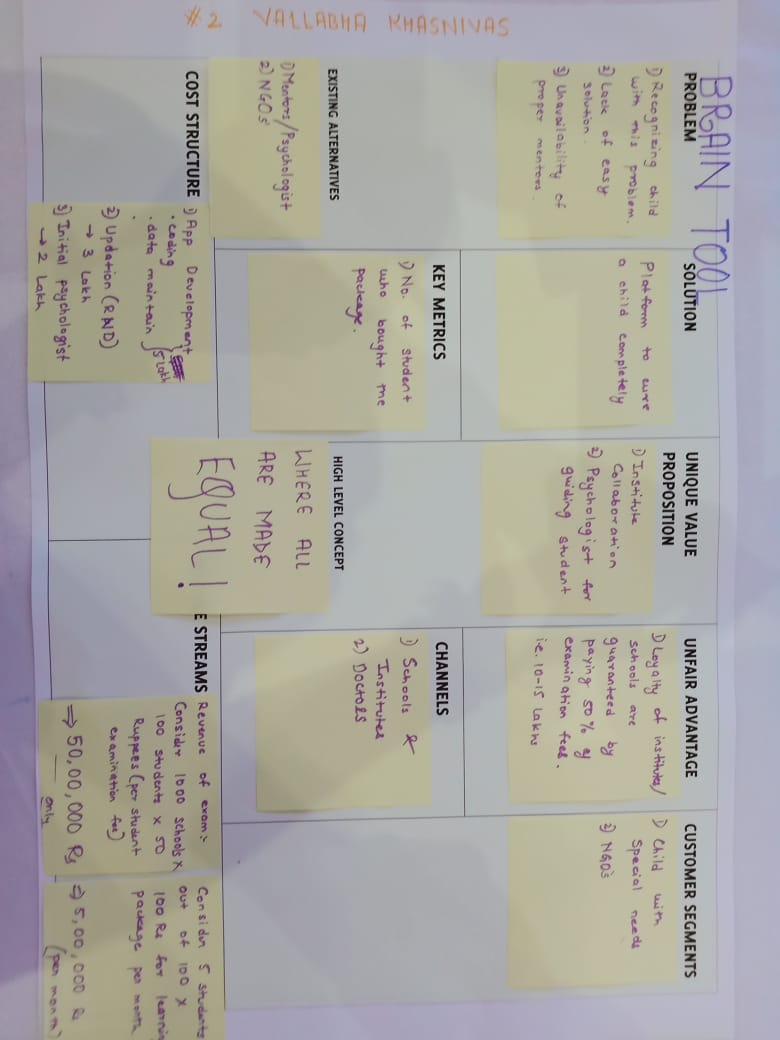 #2 VALLABHA KHASNIVAS
BRAIN TOOL
PROBLEM
1) Recognizing child
with this problem.
2) Lack of easy
solution.
3) Unavailability of
proper mentors.
EXISTING ALTERNATIVES
1) Mentors/Psychologist
2) NGOs'
SOLUTION
Platform to cure
a child completely
KEY METRICS
1) No. of student
who bought the
package.
UNIQUE VALUE
PROPOSITION
1) Institute
Collaboration
2) Psychologist for
guiding student
HIGH LEVEL CONCEPT
WHERE ALL
ARE MADE
EQUAL!
UNFAIR ADVANTAGE
1) Loyalty of institutes/
schools are
guaranteed by
paying 50% of
examination fees.
i.e. 10-15 Lakhs
CHANNELS
1) Schools &
Institutes
2) Doctors
CUSTOMER SEGMENTS
1) Child with
Special needs
2) NGO's
COST STRUCTURE
1) App Development
• coding
• data maintain } 5 Lakh
2) Updation (RND)
→ 3 Lakh
3) Initial psychologist
→ 2 Lakh
E STREAMS
Revenue of exam:-
Consider 1000 schools x
100 students x 50
Ruppees (per student
examination fee)
⇒ 50,00,000 Rs
only
Consider 5 students
out of 100 x
100 Rs for learnin
package per month
⇒ 5,00,000 Rs
(per month)